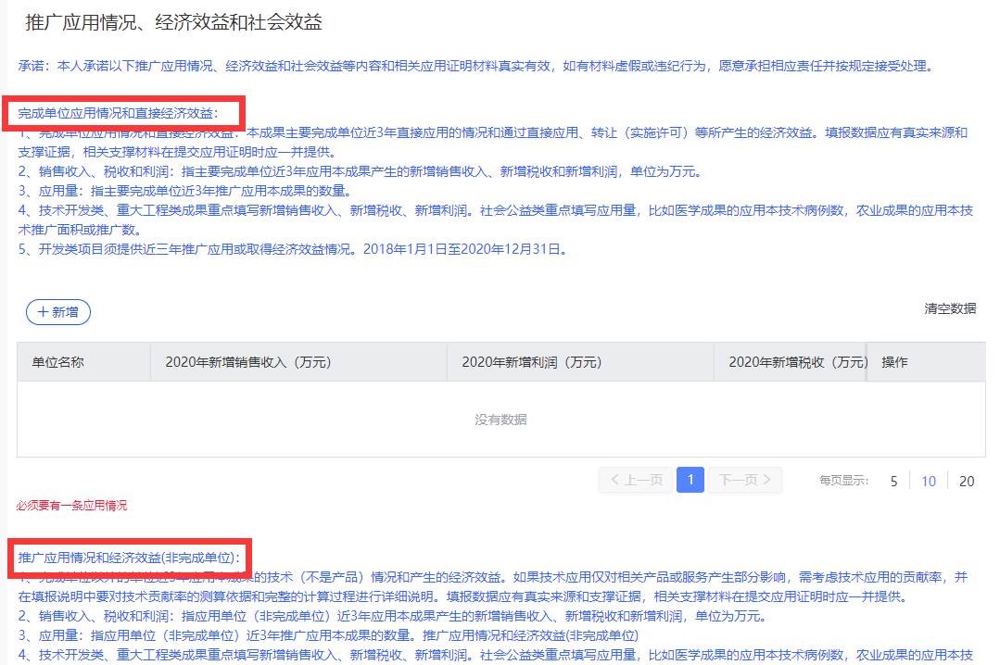 推广应用情况、经济效益和社会效益
承诺：本人承诺以下推广应用情况、经济效益和社会效益等内容和相关应用证明材料真实有效，如有材料虚假或违纪行为，愿意承担相应责任并按规定接受处理。
完成单位应用情况和直接经济效益：
1、完成单位应用情况和直接经济效益：本成果主要完成单位近3年直接应用的情况和通过直接应用、转让（实施许可）等所产生的经济效益。填报数据应有真实来源和
支撑证据，相关支撑材料在提交应用证明时应一并提供。
2、销售收入、税收和利润：指主要完成单位近3年应用本成果产生的新增销售收入、新增税收和新增利润，单位为万元。
3、应用量：指主要完成单位近3年推广应用本成果的数量。
4、技术开发类、重大工程类成果重点填写新增销售收入、新增税收、新增利润。社会公益类重点填写应用量，比如医学成果的应用本技术病例数，农业成果的应用本技
术推广面积或推广数。
5、开发类项目须提供近三年推广应用或取得经济效益情况。2018年1月1日至2020年12月31日。
新增
清空数据
单位名称 2020年新增销售收入（万元） 2020年新增利润（万元） 2020年新增税收（万元） 操作
没有数据
上一页 1 下一页 每页显示： 5 10 20
必须要有一条应用情况
推广应用情况和经济效益(非完成单位)：
1、完成单位以外的单位近3年应用本成果的技术（不是产品）情况和产生的经济效益。如果技术应用仅对相关产品或服务产生部分影响，需考虑技术应用的贡献率，并
在填报说明中要对技术贡献率的测算依据和完整的计算过程进行详细说明。填报数据应有真实来源和支撑证据，相关支撑材料在提交应用证明时应一并提供。
2、销售收入、税收和利润：指应用单位（非完成单位）近3年应用本成果产生的新增销售收入、新增税收和新增利润，单位为万元。
3、应用量：指应用单位（非完成单位）近3年推广应用本成果的数量。推广应用情况和经济效益(非完成单位)
4、技术开发类、重大工程类成果重点填写新增销售收入、新增税收、新增利润。社会公益类重点填写应用量，比如医学成果的应用本技术病例数，农业成果的应用本技